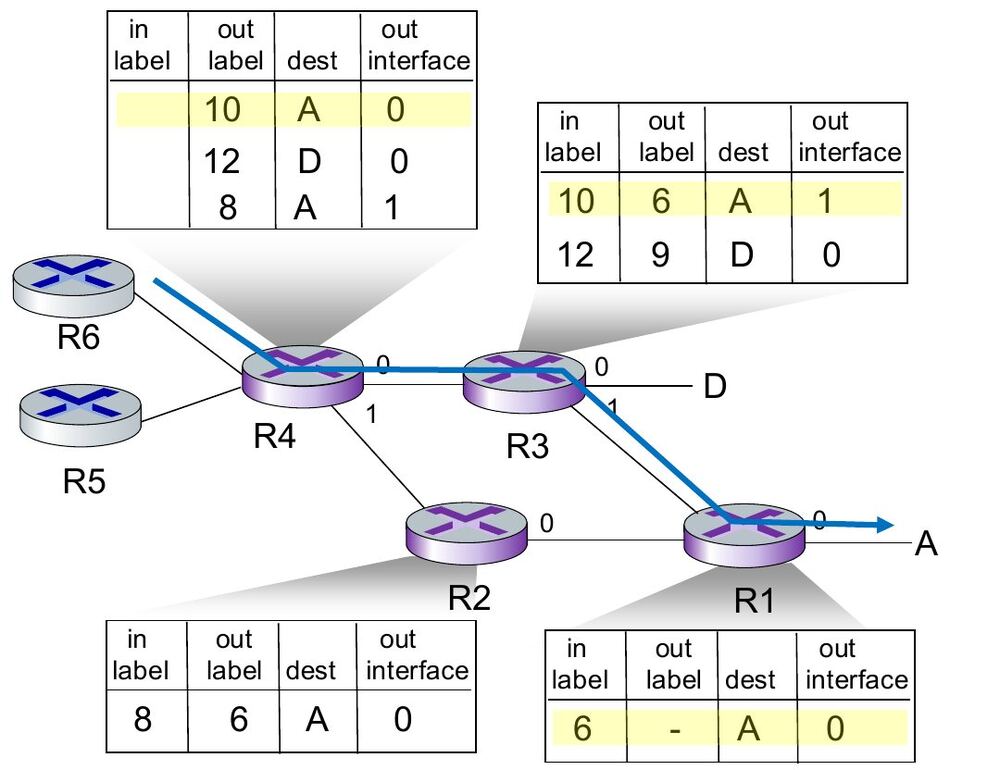 in out out
label label dest interface
10 A 0
12 D 0
8 A 1
in out out
label label dest interface
10 6 A 1
12 9 D 0
R6
R5
R4
0
1
R3
0
1
D
R2
0
R1
0
A
in out out
label label dest interface
8 6 A 0
in out out
label label dest interface
6 - A 0